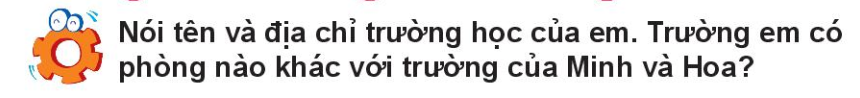 Nói tên và địa chỉ trường học của em. Trường em có
phòng nào khác với trường của Minh và Hoa?